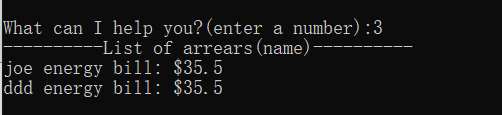 What can I help you?(enter a number):3
----------List of arrears(name)----------
joe energy bill: $35.5
ddd energy bill: $35.5